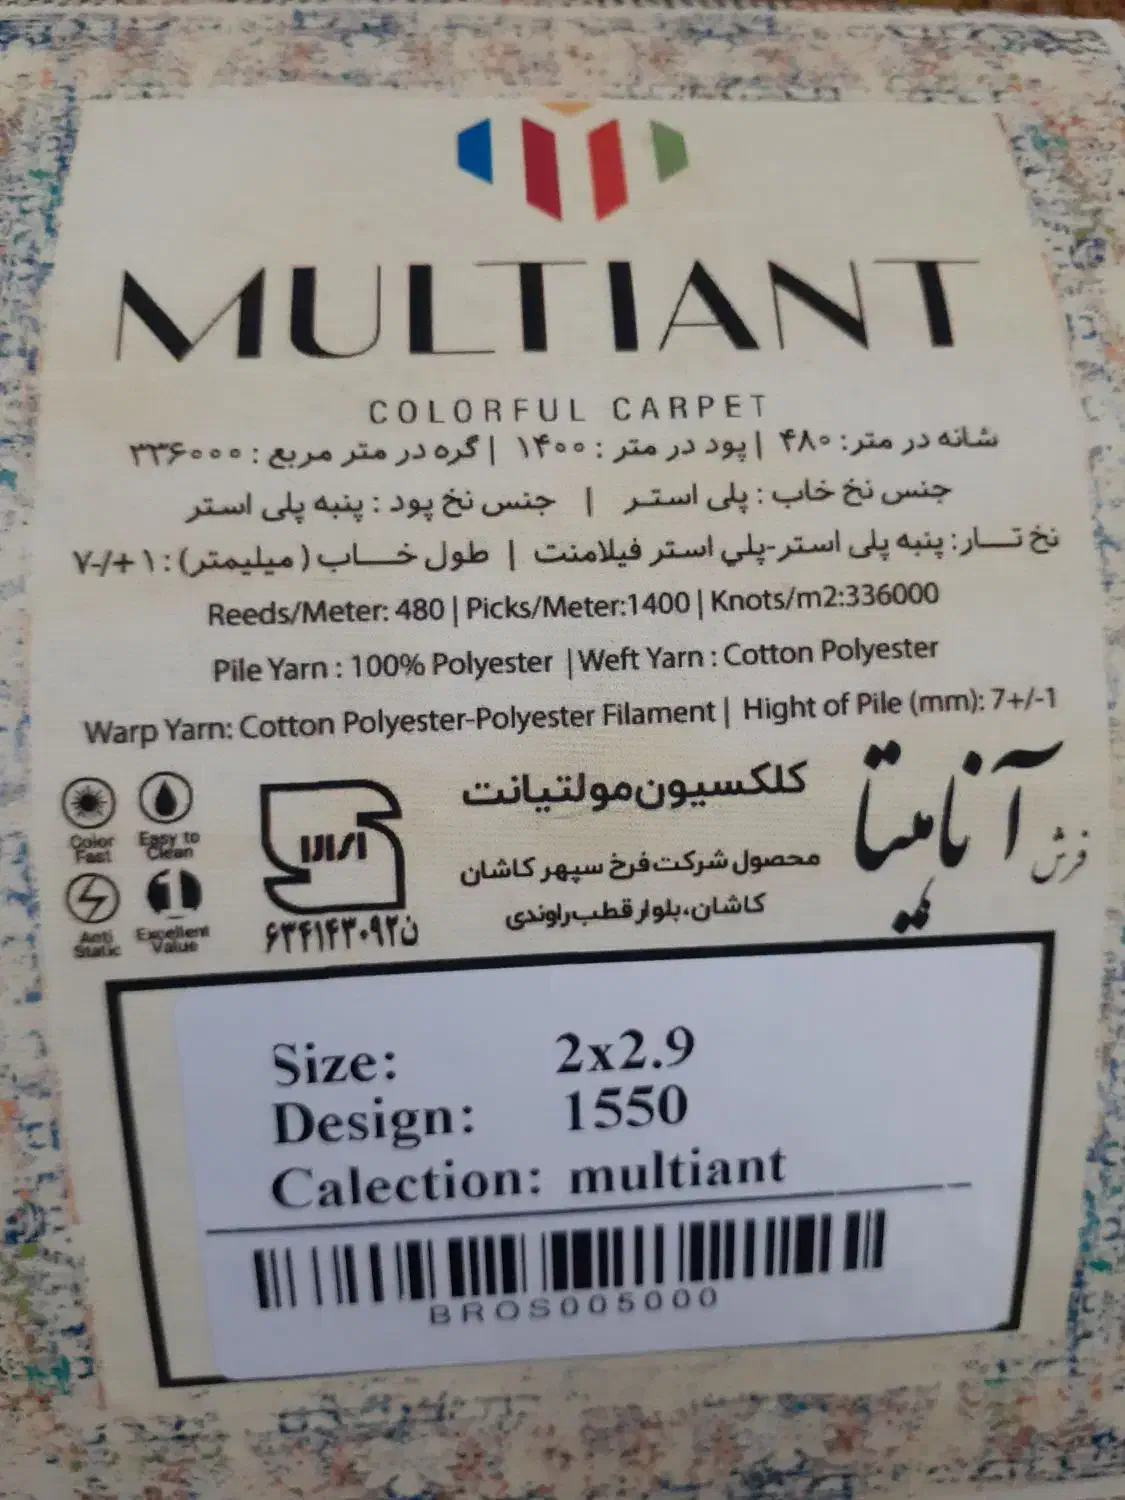 MULTIANT
COLORFUL CARPET
شانه در متر: ۴۸۰ | پود در متر : ۱۴۰۰ | گره در متر مربع : ۳۳۶۰۰۰
جنس نخ خاب : پلی استر | جنس نخ پود : پنبه پلی استر
نخ تـــار: پنبه پلی استر-پلي استر فیلامنت | طول خـــاب ( میلیمتر) : ۱ +/-۷
Reeds/Meter: 480 | Picks/Meter:1400 | Knots/m2:336000
Pile Yarn : 100% Polyester | Weft Yarn : Cotton Polyester
Warp Yarn: Cotton Polyester-Polyester Filament | Hight of Pile (mm): 7+/-1
فرش آناهیتا
کلکسیون مولتیانت
محصول شرکت فرخ سپهر کاشان
کاشان، بلوار قطب راوندی
ایران
۶۳۴۱۴۳۰۹۲ن
Color Fast
Easy to Clean
Anti Static
Excellent Value
Size: 2x2.9
Design: 1550
Calection: multiant
BROS005000